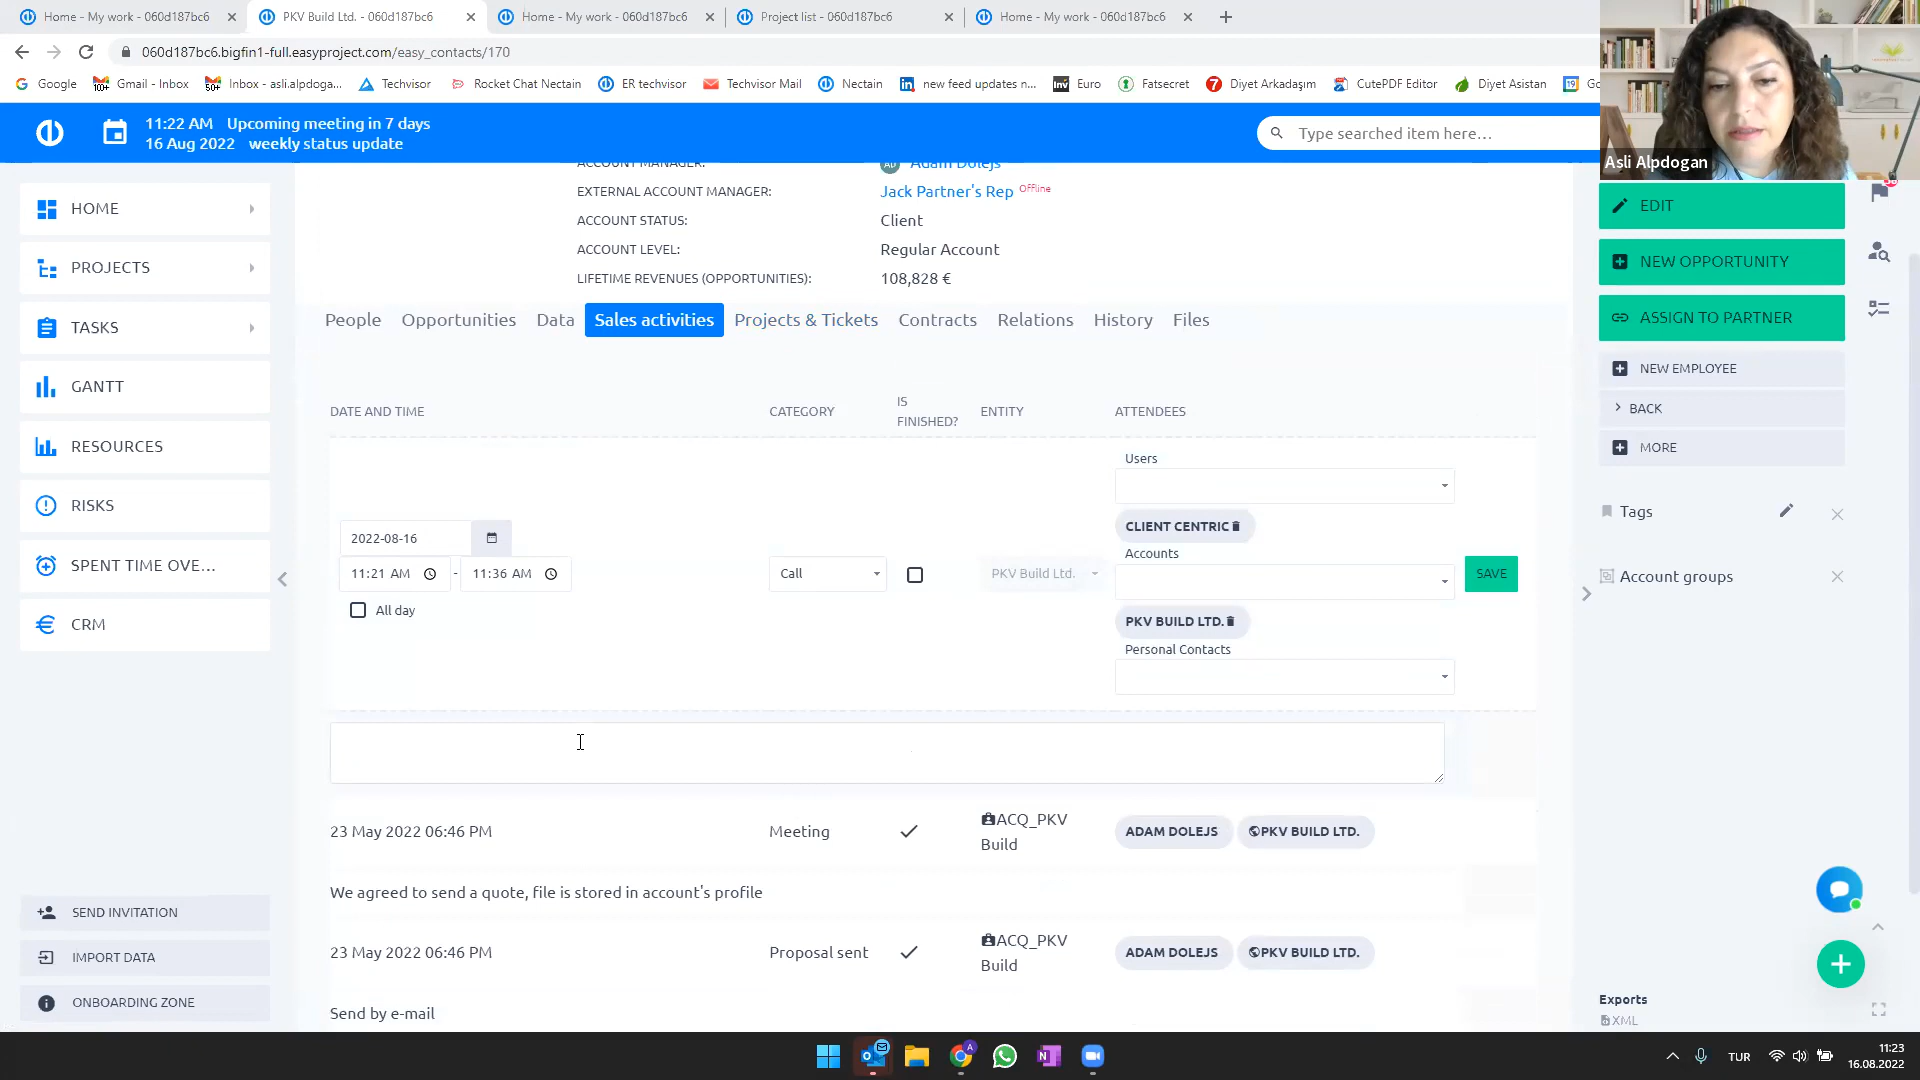 Home - My work - 060d187bc6
PKV Build Ltd. - 060d187bc6
Home - My work - 060d187bc6
Project list - 060d187bc6
Home - My work - 060d187bc6
060d187bc6.bigfin1-full.easyproject.com/easy_contacts/170
Google
Gmail - Inbox
Inbox - asli.alpdoga...
Techvisor
Rocket Chat Nectain
ER techvisor
Techvisor Mail
Nectain
new feed updates n...
Euro
Fatsecret
Diyet Arkadaşım
CutePDF Editor
Diyet Asistan
Asli Alpdogan
11:22 AM Upcoming meeting in 7 days
16 Aug 2022 weekly status update
Type searched item here...
HOME
PROJECTS
TASKS
GANTT
RESOURCES
RISKS
SPENT TIME OVE...
CRM
SEND INVITATION
IMPORT DATA
ONBOARDING ZONE
ACCOUNT MANAGER: Adam Dolejs
EXTERNAL ACCOUNT MANAGER: Jack Partner's Rep Offline
ACCOUNT STATUS: Client
ACCOUNT LEVEL: Regular Account
LIFETIME REVENUES (OPPORTUNITIES): 108,828 €
People Opportunities Data Sales activities Projects & Tickets Contracts Relations History Files
DATE AND TIME CATEGORY IS FINISHED? ENTITY ATTENDEES
Users
CLIENT CENTRIC
2022-08-16
Accounts
11:21 AM - 11:36 AM Call PKV Build Ltd. SAVE
All day
PKV BUILD LTD.
Personal Contacts
23 May 2022 06:46 PM Meeting ACQ_PKV Build ADAM DOLEJS PKV BUILD LTD.
We agreed to send a quote, file is stored in account's profile
23 May 2022 06:46 PM Proposal sent ACQ_PKV Build ADAM DOLEJS PKV BUILD LTD.
Send by e-mail
EDIT
NEW OPPORTUNITY
ASSIGN TO PARTNER
NEW EMPLOYEE
BACK
MORE
Tags
Account groups
Exports
XML
TUR
11:23
16.08.2022